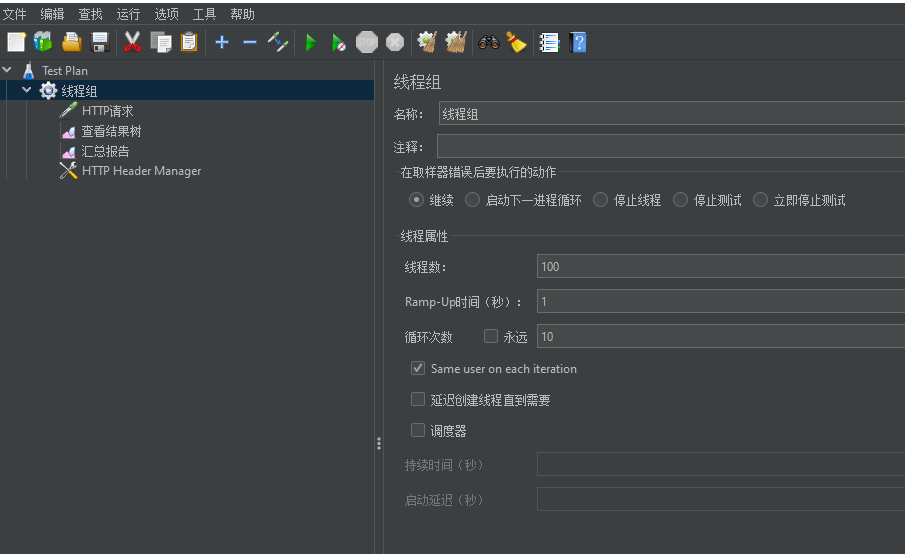 文件 编辑 查找 运行 选项 工具 帮助
Test Plan
线程组
HTTP请求
查看结果树
汇总报告
HTTP Header Manager
线程组
名称： 线程组
注释：
在取样器错误后要执行的动作
继续 启动下一进程循环 停止线程 停止测试 立即停止测试
线程属性
线程数： 100
Ramp-Up时间（秒）： 1
循环次数 永远 10
Same user on each iteration
延迟创建线程直到需要
调度器
持续时间（秒）
启动延迟（秒）